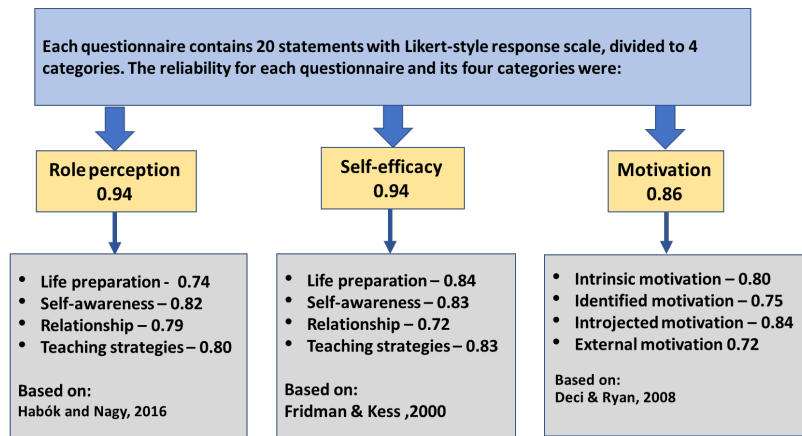 Each questionnaire contains 20 statements with Likert-style response scale, divided to 4
categories. The reliability for each questionnaire and its four categories were:
Role perception
0.94
Self-efficacy
0.94
Motivation
0.86
• Life preparation - 0.74
• Self-awareness – 0.82
• Relationship – 0.79
• Teaching strategies – 0.80
Based on:
Habók and Nagy, 2016
• Life preparation – 0.84
• Self-awareness – 0.83
• Relationship – 0.72
• Teaching strategies – 0.83
Based on:
Fridman & Kess ,2000
• Intrinsic motivation – 0.80
• Identified motivation – 0.75
• Introjected motivation – 0.84
• External motivation 0.72
Based on:
Deci & Ryan, 2008